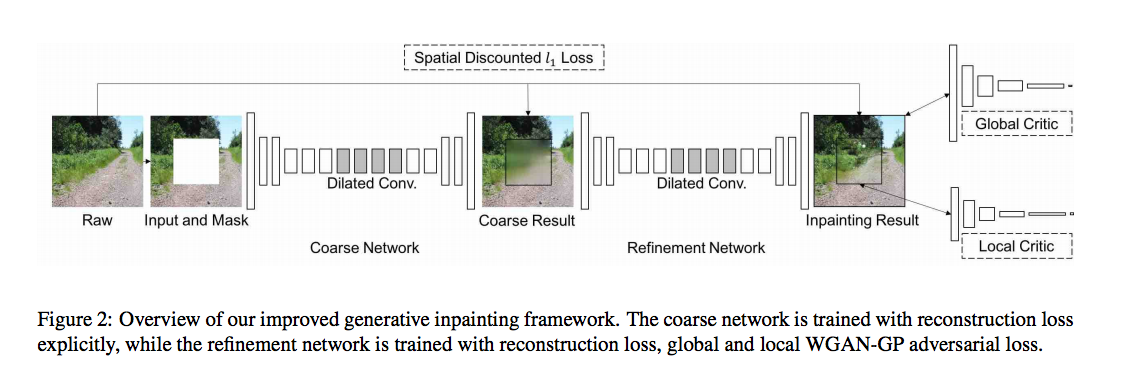 Spatial Discounted l₁ Loss
Global Critic
Dilated Conv.
Dilated Conv.
Raw
Input and Mask
Coarse Result
Inpainting Result
Coarse Network
Refinement Network
Local Critic
Figure 2: Overview of our improved generative inpainting framework. The coarse network is trained with reconstruction loss
explicitly, while the refinement network is trained with reconstruction loss, global and local WGAN-GP adversarial loss.